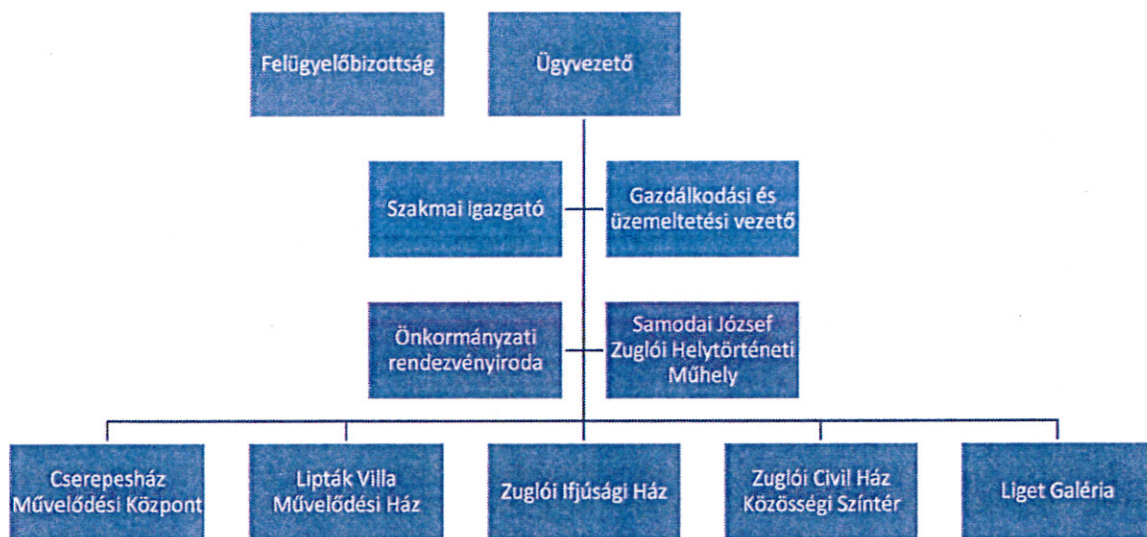 Felügyelőbizottság
Ügyvezető
Szakmai igazgató
Gazdálkodási és
üzemeltetési vezető
Önkormányzati
rendezvényiroda
Samodai József
Zuglói Helytörténeti
Műhely
Cserepesház
Művelődési Központ
Lipták Villa
Művelődési Ház
Zuglói Ifjúsági Ház
Zuglói Civil Ház
Közösségi Színtér
Liget Galéria